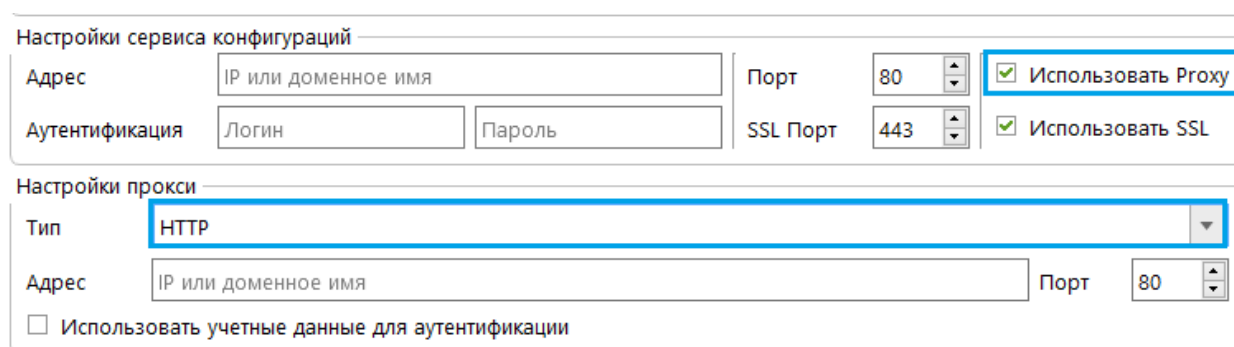 Настройки сервиса конфигураций
Адрес IP или доменное имя Порт 80 Использовать Proxy
Аутентификация Логин Пароль SSL Порт 443 Использовать SSL
Настройки прокси
Тип HTTP
Адрес IP или доменное имя Порт 80
Использовать учетные данные для аутентификации